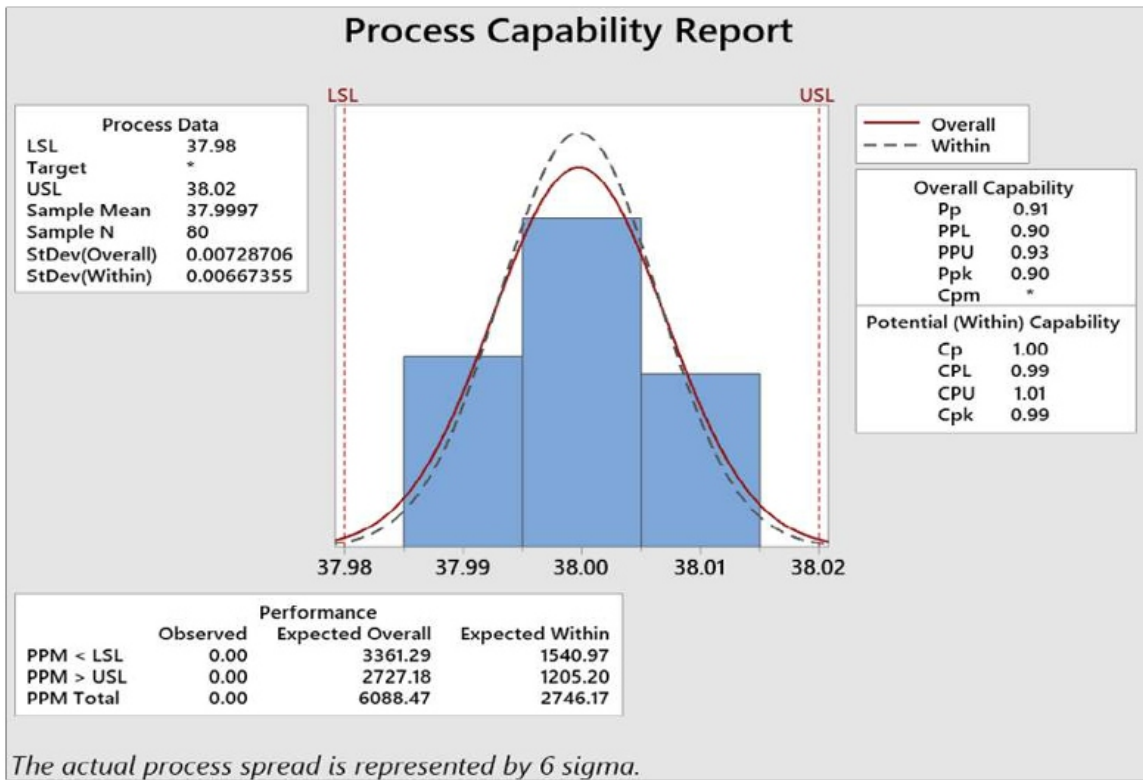 Process Capability Report
LSL
USL
Process Data
LSL 37.98
Target *
USL 38.02
Sample Mean 37.9997
Sample N 80
StDev(Overall) 0.00728706
StDev(Within) 0.00667355
Overall
Within
Overall Capability
Pp 0.91
PPL 0.90
PPU 0.93
Ppk 0.90
Cpm *
Potential (Within) Capability
Cp 1.00
CPL 0.99
CPU 1.01
Cpk 0.99
37.98 37.99 38.00 38.01 38.02
Performance
Observed Expected Overall Expected Within
PPM < LSL 0.00 3361.29 1540.97
PPM > USL 0.00 2727.18 1205.20
PPM Total 0.00 6088.47 2746.17
The actual process spread is represented by 6 sigma.